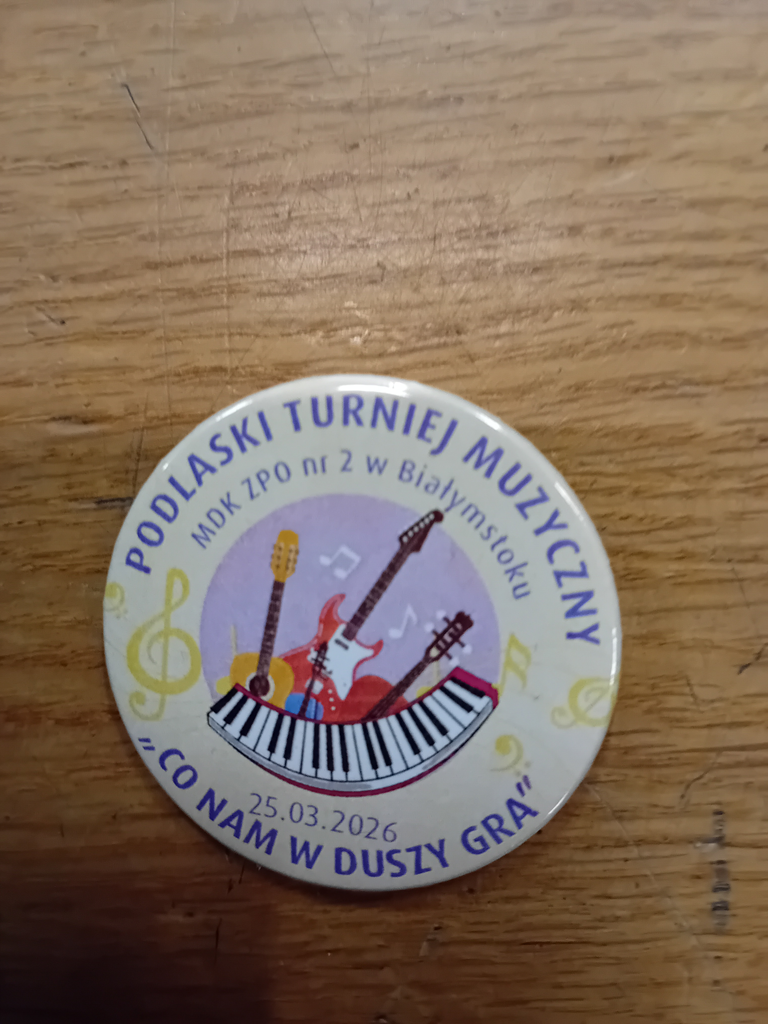 PODLASKI TURNIEJ MUZYCZNY
MDK ZPO nr 2 w Białymstoku
25.03.2026
„CO NAM W DUSZY GRA”